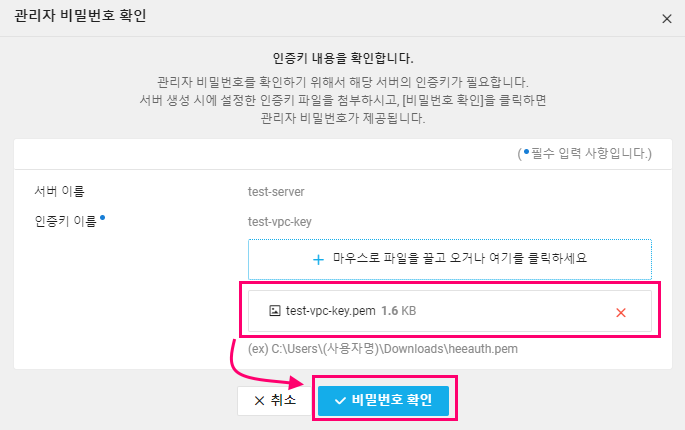 관리자 비밀번호 확인
인증키 내용을 확인합니다.
관리자 비밀번호를 확인하기 위해서 해당 서버의 인증키가 필요합니다.
서버 생성 시에 설정한 인증키 파일을 첨부하시고, [비밀번호 확인]을 클릭하면
관리자 비밀번호가 제공됩니다.
(•필수 입력 사항입니다.)
서버 이름 test-server
인증키 이름• test-vpc-key
+ 마우스로 파일을 끌고 오거나 여기를 클릭하세요
test-vpc-key.pem 1.6 KB
(ex) C:\Users\(사용자명)\Downloads\heeauth.pem
취소 비밀번호 확인